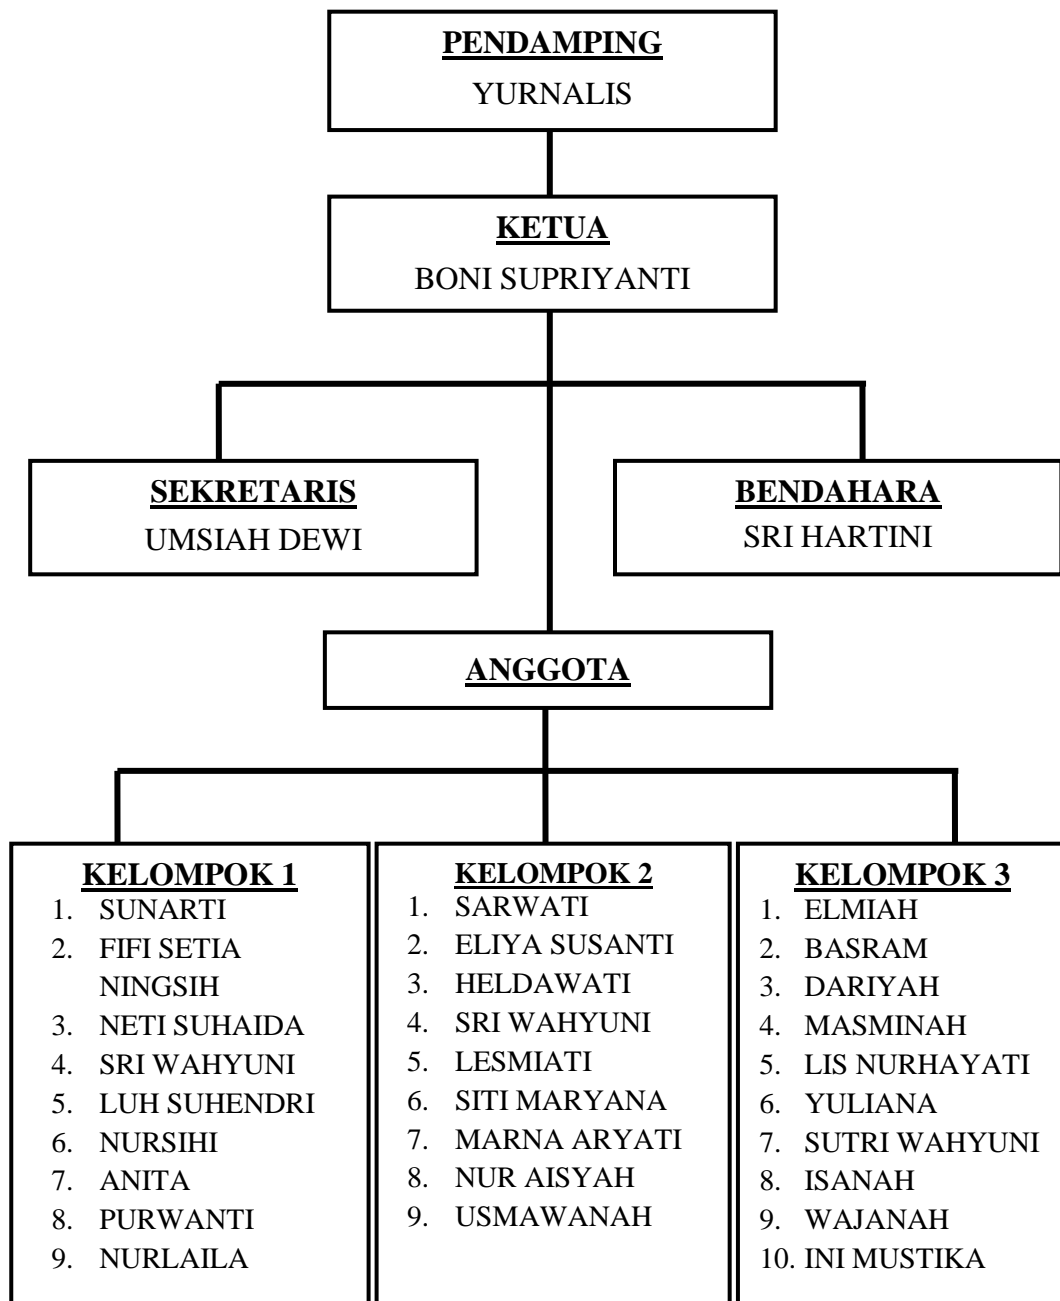 PENDAMPING
YURNALIS
KETUA
BONI SUPRIYANTI
SEKRETARIS
UMSIAH DEWI
BENDAHARA
SRI HARTINI
ANGGOTA
KELOMPOK 1
1. SUNARTI
2. FIFI SETIA
NINGSIH
3. NETI SUHAIDA
4. SRI WAHYUNI
5. LUH SUHENDRI
6. NURSIHI
7. ANITA
8. PURWANTI
9. NURLAILA
KELOMPOK 2
1. SARWATI
2. ELIYA SUSANTI
3. HELDAWATI
4. SRI WAHYUNI
5. LESMIATI
6. SITI MARYANA
7. MARNA ARYATI
8. NUR AISYAH
9. USMAWANAH
KELOMPOK 3
1. ELMIAH
2. BASRAM
3. DARIYAH
4. MASMINAH
5. LIS NURHAYATI
6. YULIANA
7. SUTRI WAHYUNI
8. ISANAH
9. WAJANAH
10. INI MUSTIKA